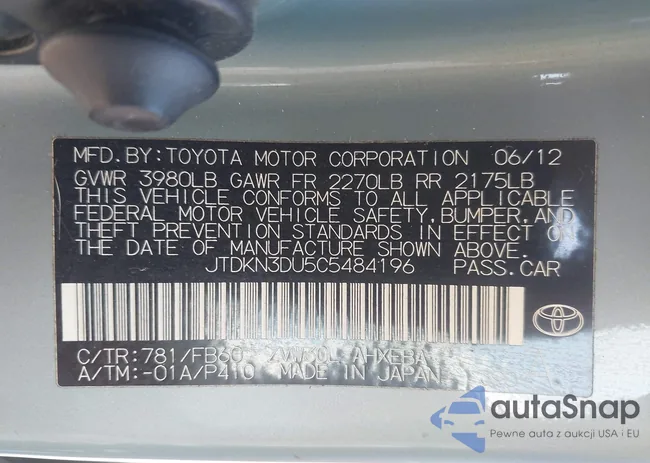 MFD.BY:TOYOTA MOTOR CORPORATION 06/12
GVWR 3980LB GAWR FR 2270LB RR 2175LB
THIS VEHICLE CONFORMS TO ALL APPLICABLE
FEDERAL MOTOR VEHICLE SAFETY,BUMPER,AND
THEFT PREVENTION STANDARDS IN EFFECT ON
THE DATE OF MANUFACTURE SHOWN ABOVE.
JTDKN3DU5C5484196 PASS.CAR
C/TR:781/FB60 AHXEBA
A/TM:-01A/P410 MADE IN JAPAN
autaSnap
Pewne auta z aukcji USA i EU